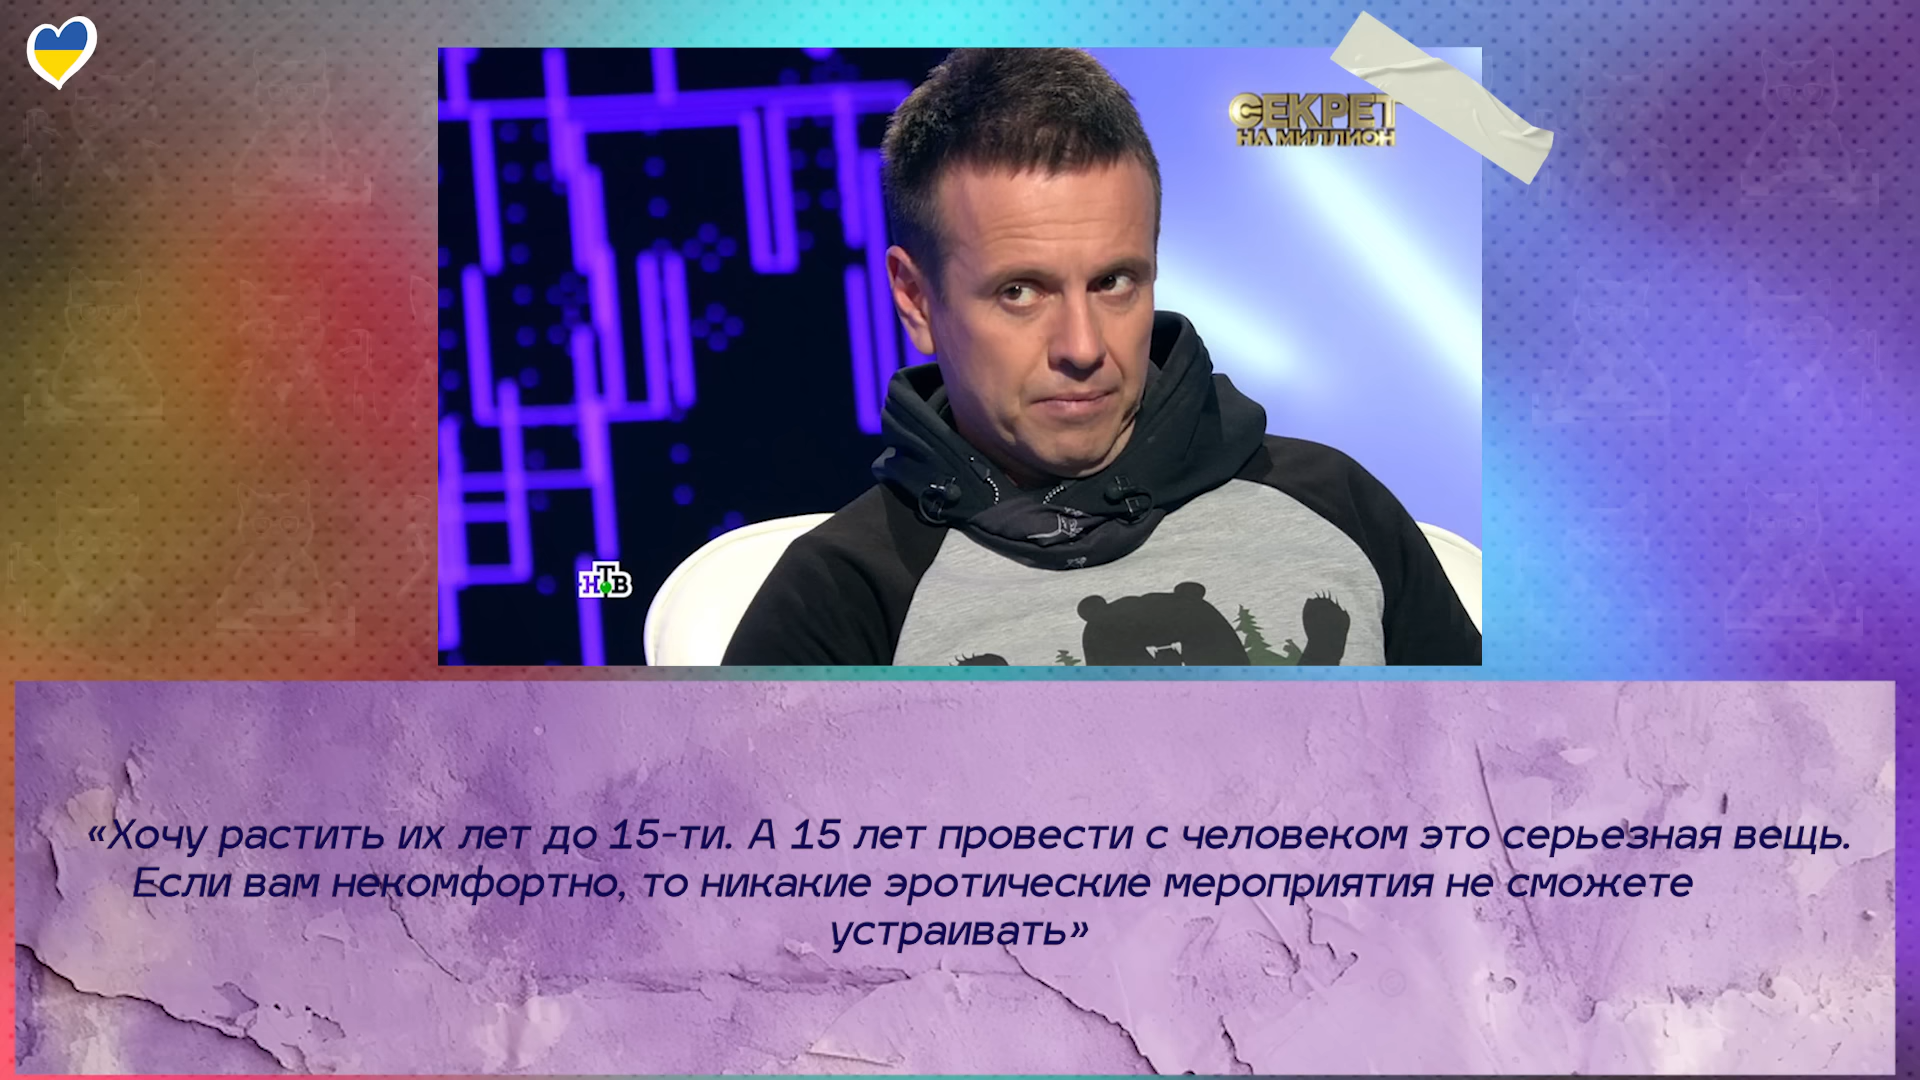 СЕКРЕТ
НА МИЛЛИОН
НТВ
«Хочу растить их лет до 15-ти. А 15 лет провести с человеком это серьезная вещь.
Если вам некомфортно, то никакие эротические мероприятия не сможете
устраивать»